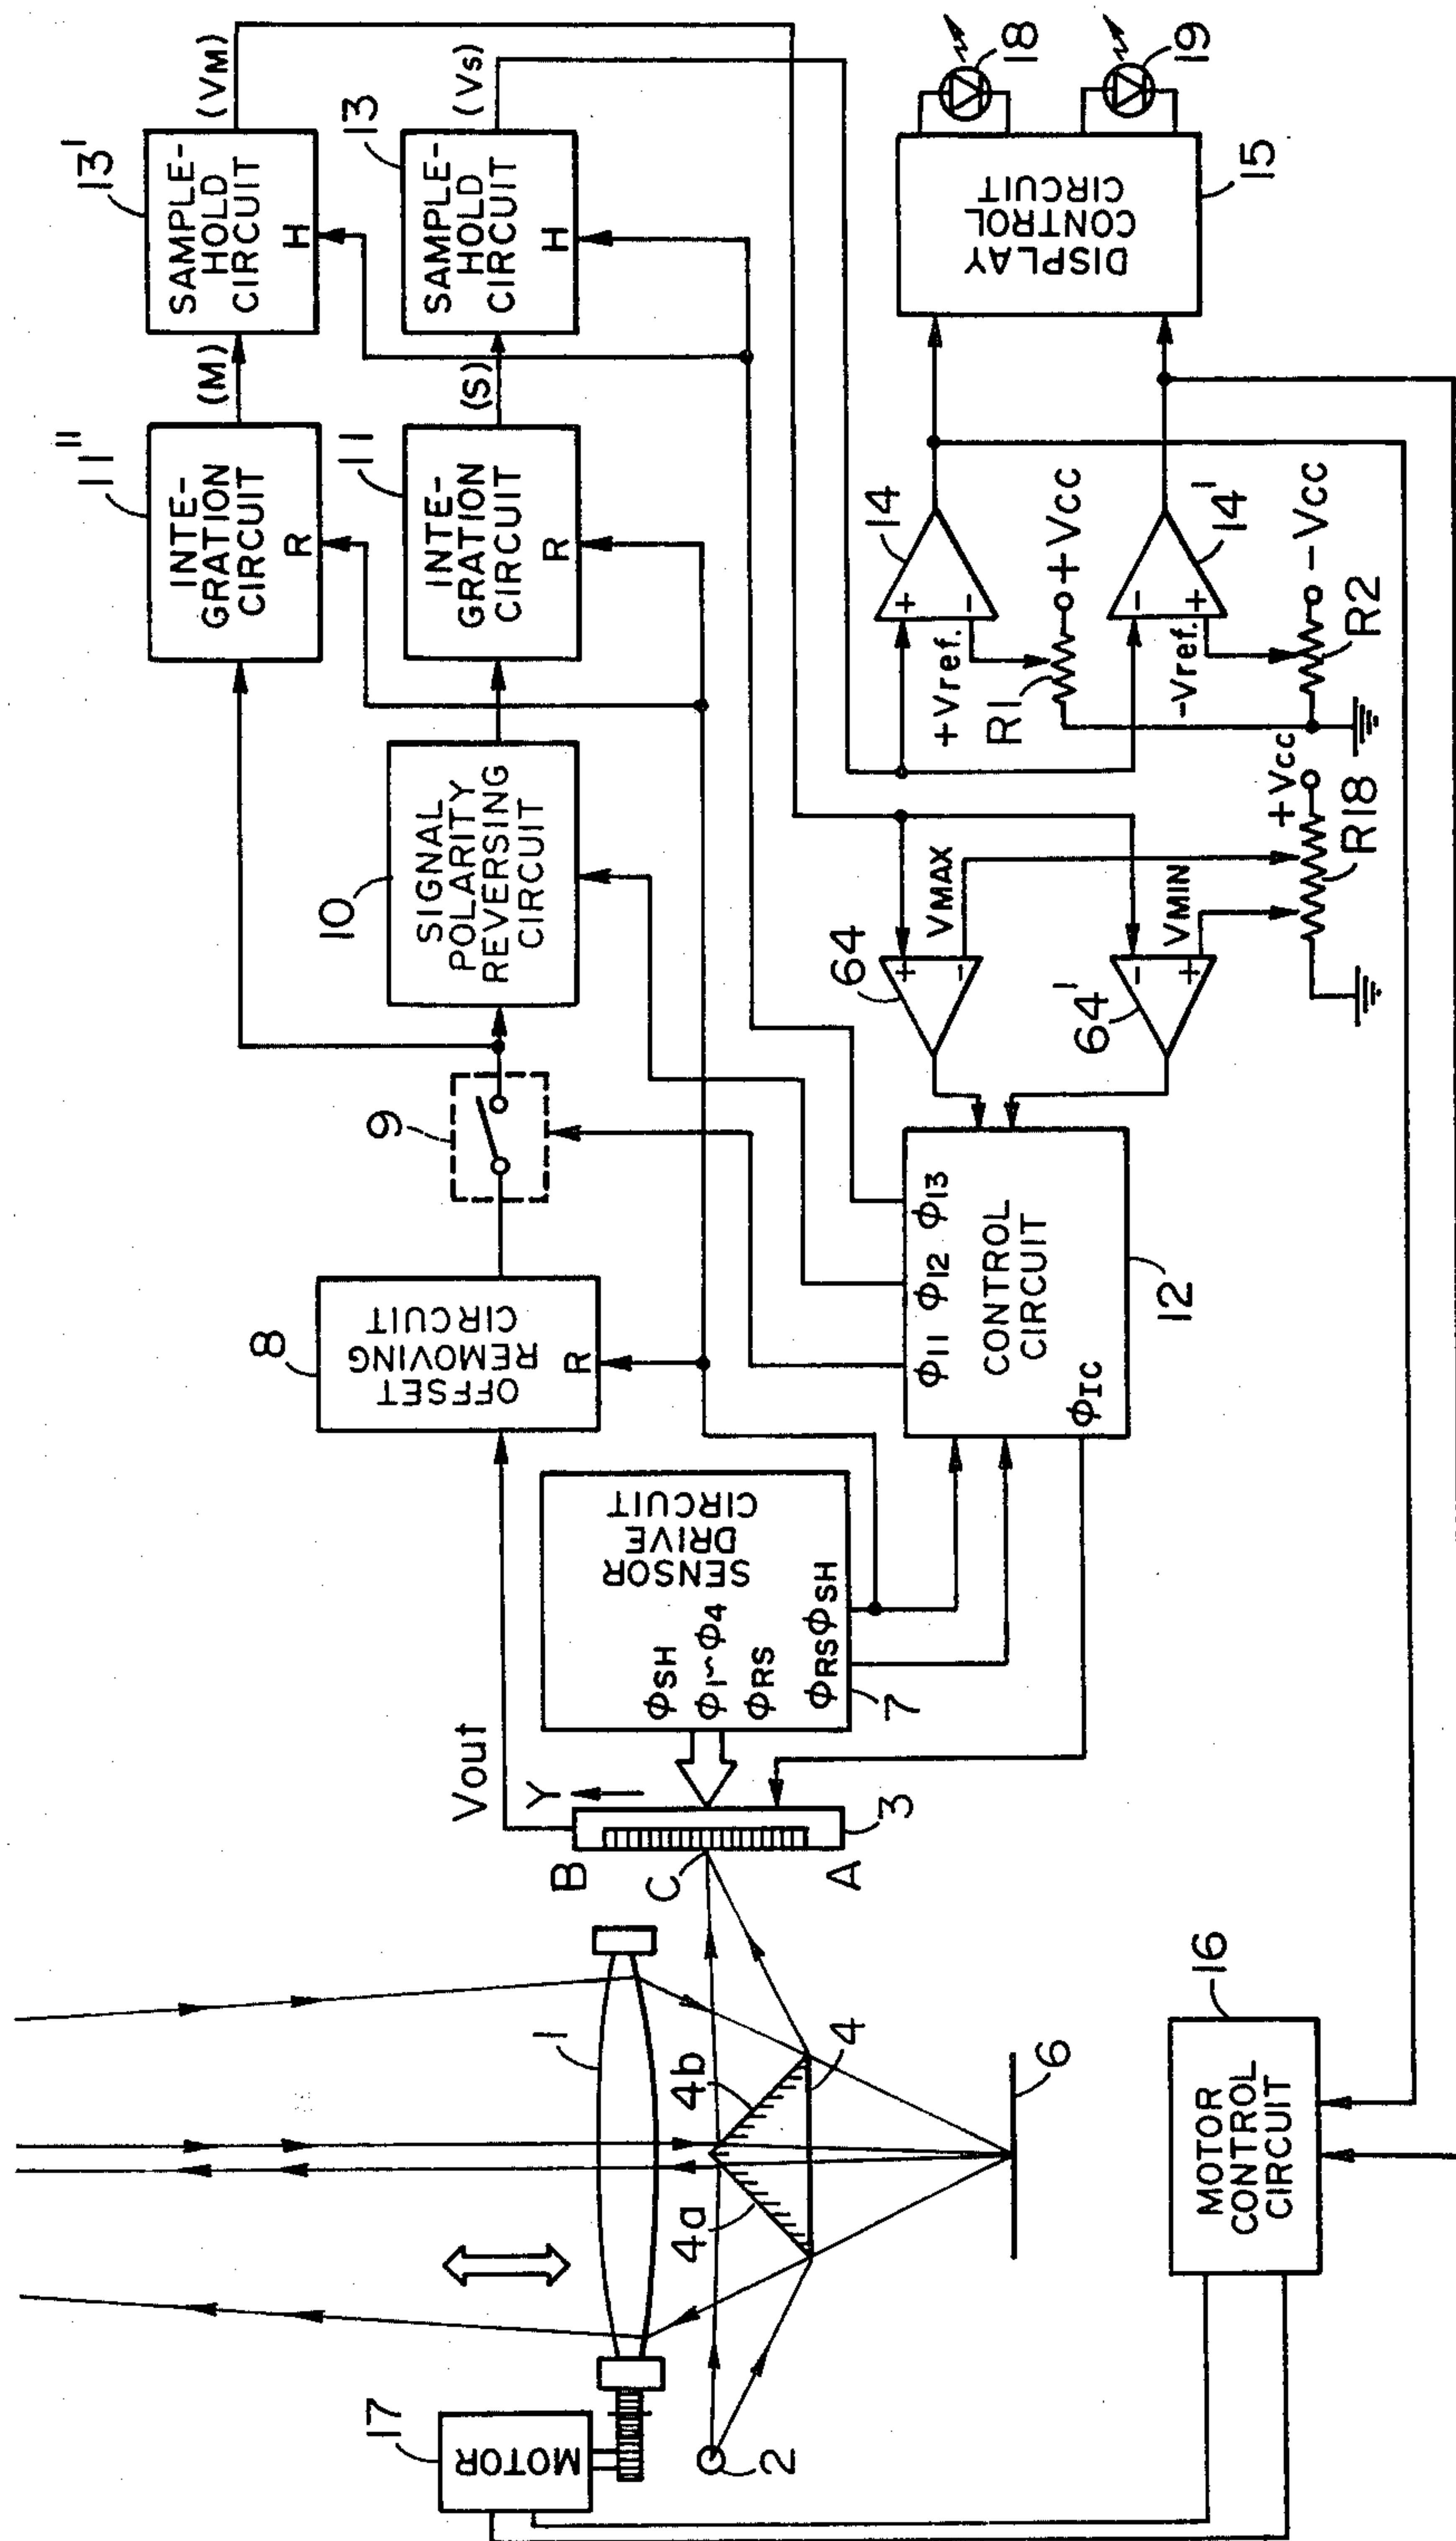 13'
SAMPLE-
HOLD
CIRCUIT
H
(VM)
13
SAMPLE-
HOLD
CIRCUIT
H
(Vs)
(M)
(S)
11"
INTE-
GRATION
CIRCUIT
R
11
INTE-
GRATION
CIRCUIT
R
10
SIGNAL
POLARITY
REVERSING
CIRCUIT
9
8
OFFSET
REMOVING
CIRCUIT
R
18
19
DISPLAY
CONTROL
CIRCUIT
15
14
+
-
+Vref.
R1
+Vcc
14'
-
+
-Vref.
R2
-Vcc
64
+
-
VMAX
64'
-
+
VMIN
+Vcc
R18
CONTROL
CIRCUIT
φ11
φ12
φ13
φIC
12
SENSOR
DRIVE
CIRCUIT
φSH
φ1~φ4
φRS
φRS
φSH
7
Vout
Y
B
C
A
3
1
4b
4a
4
6
2
17
MOTOR
16
MOTOR
CONTROL
CIRCUIT